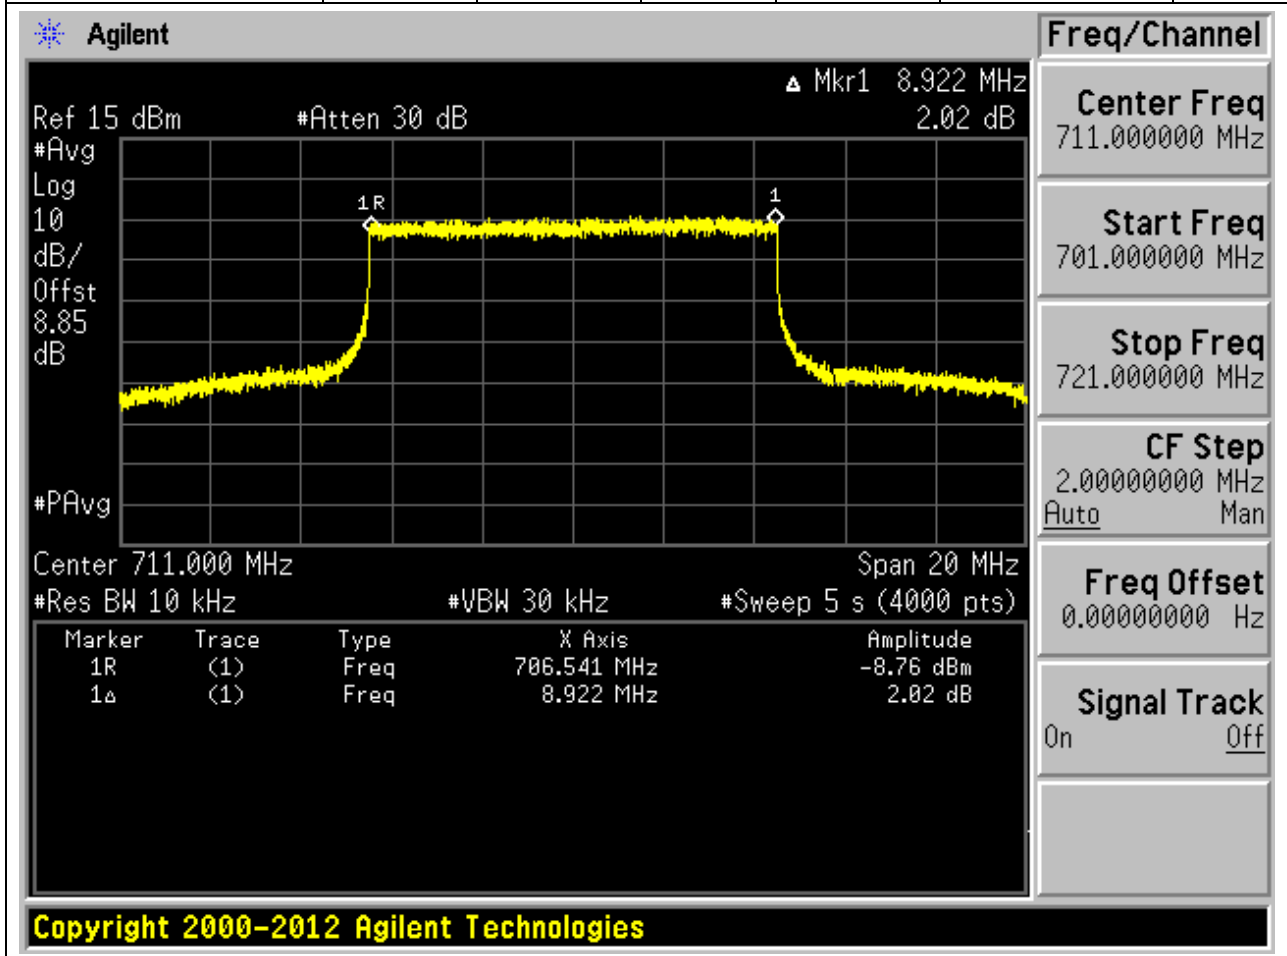 Agilent
Freq/Channel
Δ Mkr1 8.922 MHz
Ref 15 dBm #Atten 30 dB 2.02 dB
#Avg
Log
10
dB/
Offst
8.85
dB
1R
1
#PAvg
Center 711.000 MHz Span 20 MHz
#Res BW 10 kHz #VBW 30 kHz #Sweep 5 s (4000 pts)
Marker Trace Type X Axis Amplitude
1R (1) Freq 706.541 MHz -8.76 dBm
1Δ (1) Freq 8.922 MHz 2.02 dB
Center Freq
711.000000 MHz
Start Freq
701.000000 MHz
Stop Freq
721.000000 MHz
CF Step
2.00000000 MHz
Auto Man
Freq Offset
0.00000000 Hz
Signal Track
On Off
Copyright 2000-2012 Agilent Technologies